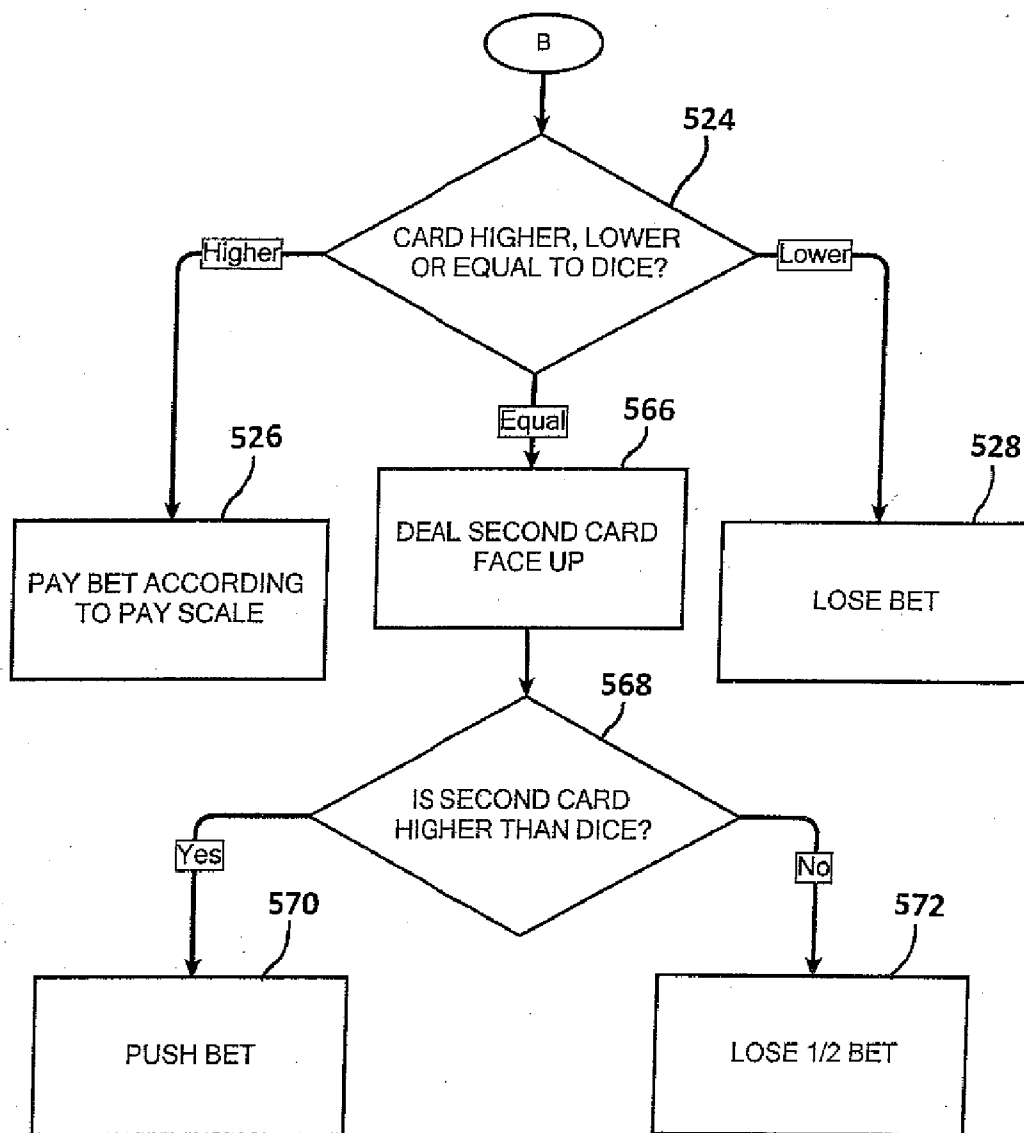 B
524
CARD HIGHER, LOWER
OR EQUAL TO DICE?
Higher
Lower
Equal
566
526
528
DEAL SECOND CARD
FACE UP
PAY BET ACCORDING
TO PAY SCALE
LOSE BET
568
IS SECOND CARD
HIGHER THAN DICE?
Yes
No
570
572
PUSH BET
LOSE 1/2 BET